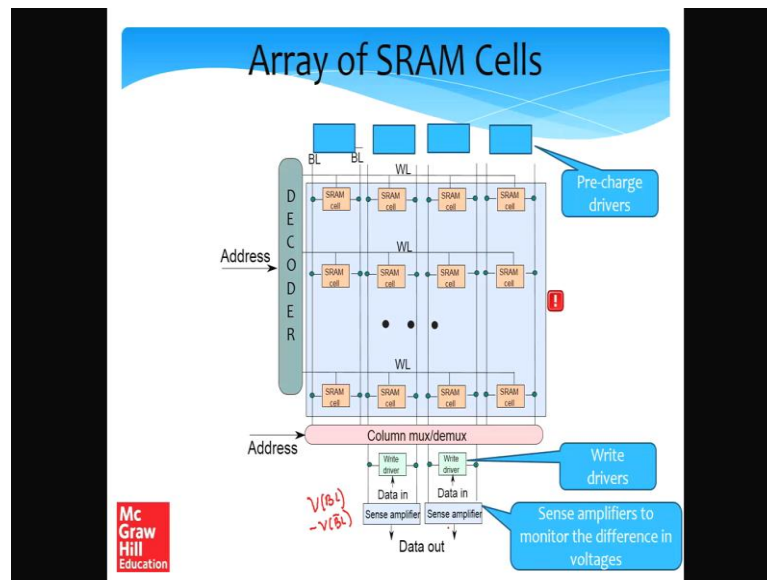 Array of SRAM Cells
BL
B̅L̅
WL
Pre-charge
drivers
DECODER
SRAM
cell
SRAM
cell
SRAM
cell
SRAM
cell
Address
WL
SRAM
cell
SRAM
cell
SRAM
cell
SRAM
cell
!
WL
SRAM
cell
SRAM
cell
SRAM
cell
SRAM
cell
Address
Column mux/demux
Write
driver
Write
driver
Write
drivers
Data in
Data in
V(BL)
-V(B̅L̅)
Sense amplifier
Sense amplifier
Sense amplifiers to
monitor the difference in
voltages
Data out
Mc
Graw
Hill
Education